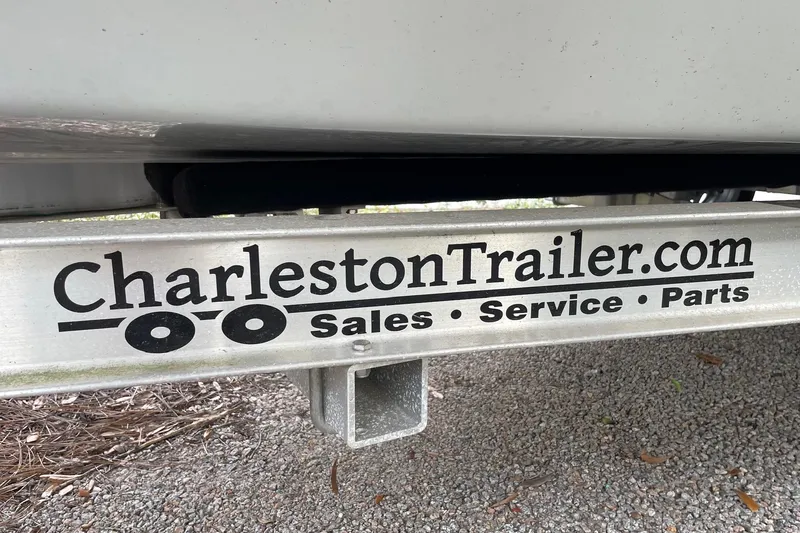 CharlestonTrailer.com
Sales • Service • Parts